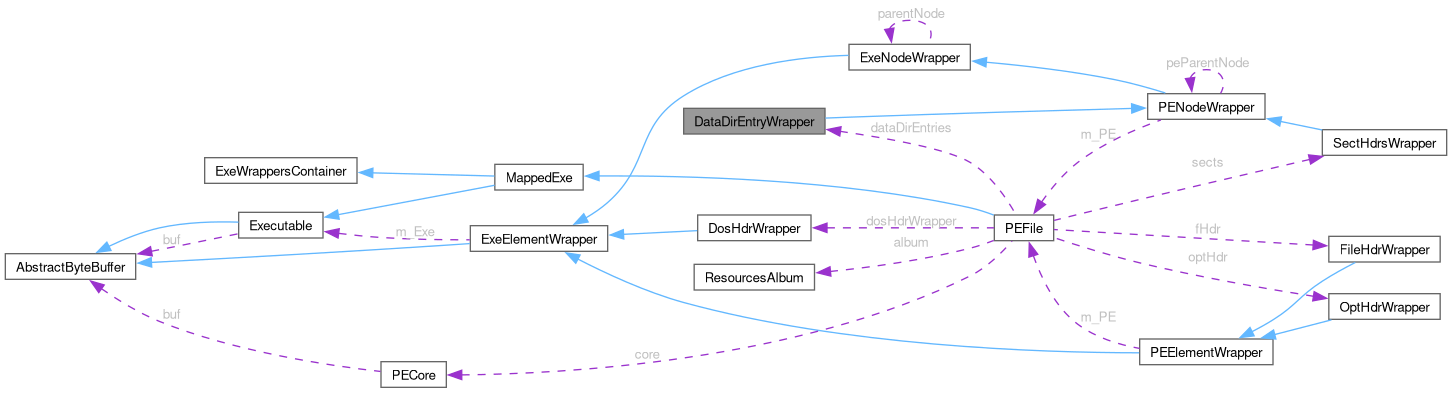 parentNode
ExeNodeWrapper
peParentNode
PENodeWrapper
DataDirEntryWrapper
dataDirEntries
m_PE
SectHdrsWrapper
sects
ExeWrappersContainer
MappedExe
Executable
buf
m_Exe
ExeElementWrapper
DosHdrWrapper
dosHdrWrapper
PEFile
fHdr
FileHdrWrapper
album
optHdr
AbstractByteBuffer
ResourcesAlbum
OptHdrWrapper
buf
m_PE
core
PEElementWrapper
PECore